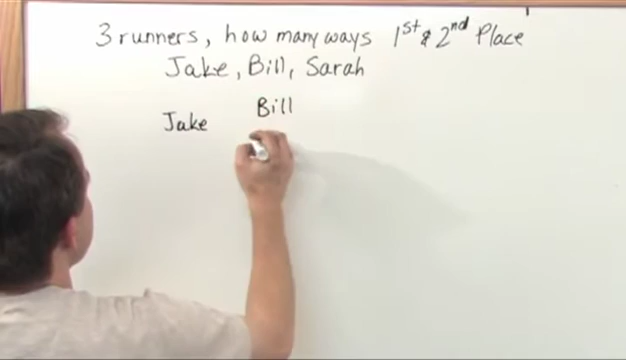 3 runners, how many ways 1st & 2nd Place
Jake, Bill, Sarah
Bill
Jake